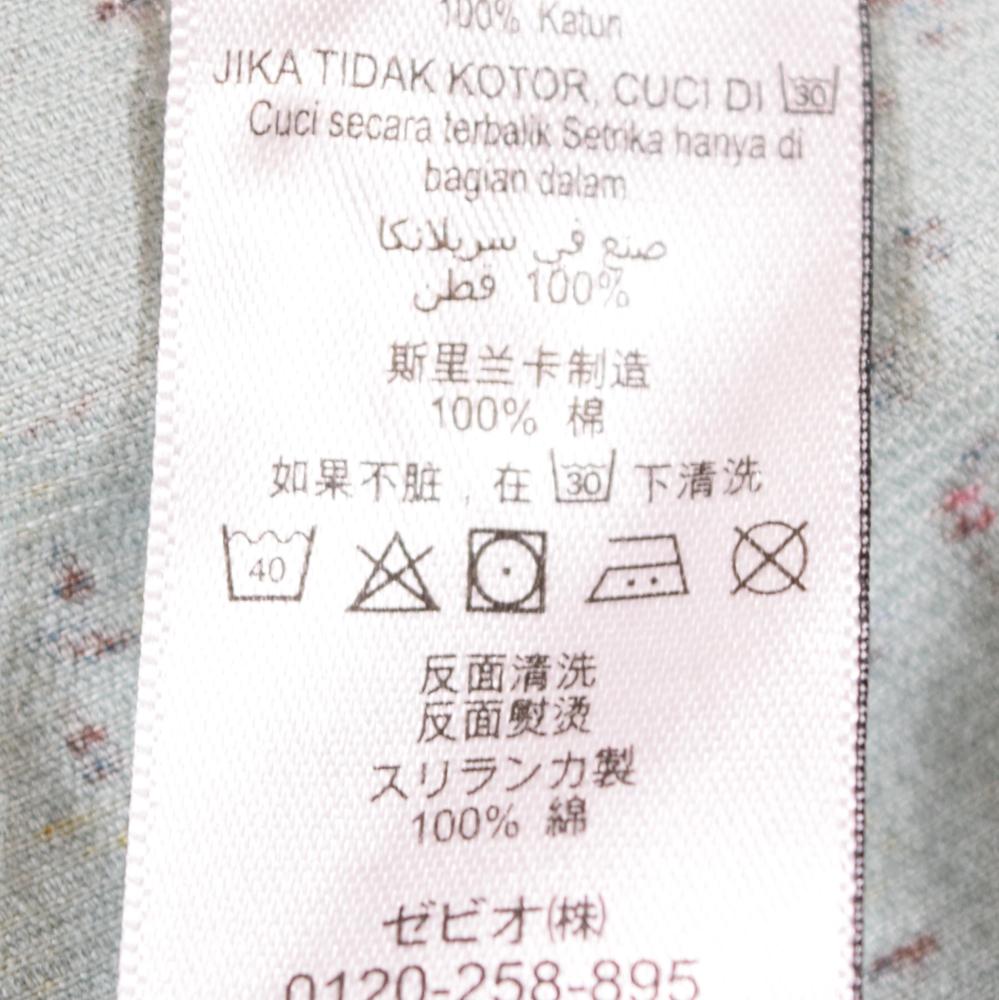 100% Katun
JIKA TIDAK KOTOR, CUCI DI 30
Cuci secara terbalik Setrika hanya di
bagian dalam
صنع في سريلانكا
100% قطن
斯里兰卡制造
100% 棉
如果不脏，在 30 下清洗
40
反面清洗
反面熨烫
スリランカ製
100% 綿
ゼビオ㈱
0120-258-895